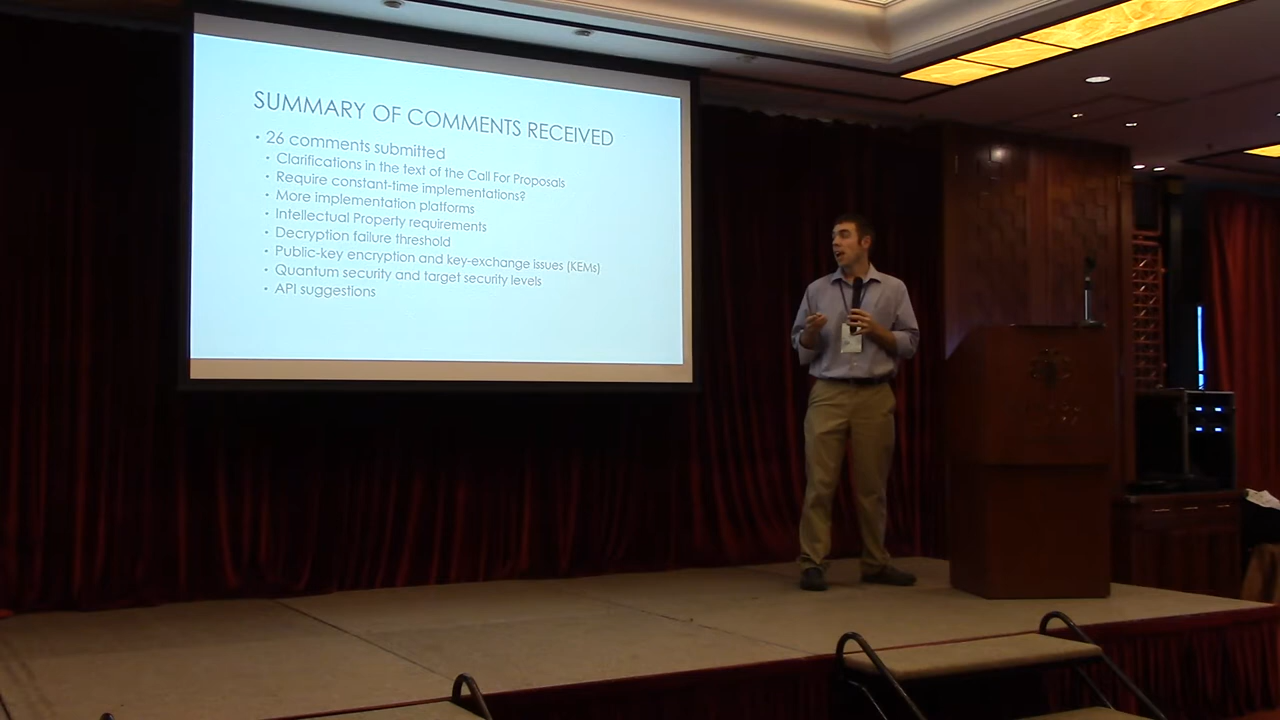 SUMMARY OF COMMENTS RECEIVED
• 26 comments submitted
• Clarifications in the text of the Call For Proposals
• Require constant-time implementations?
• More implementation platforms
• Intellectual Property requirements
• Decryption failure threshold
• Public-key encryption and key-exchange issues (KEMs)
• Quantum security and target security levels
• API suggestions